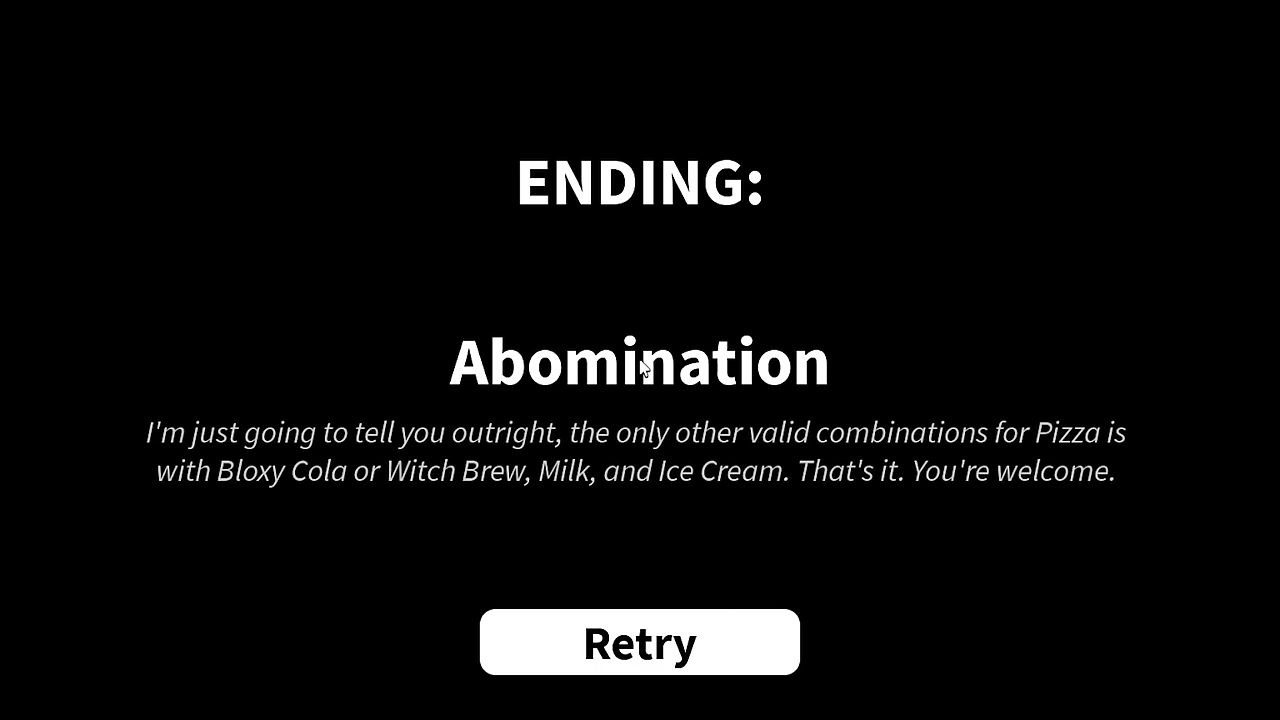 ENDING:
Abomination
I'm just going to tell you outright, the only other valid combinations for Pizza is
with Bloxy Cola or Witch Brew, Milk, and Ice Cream. That's it. You're welcome.
Retry